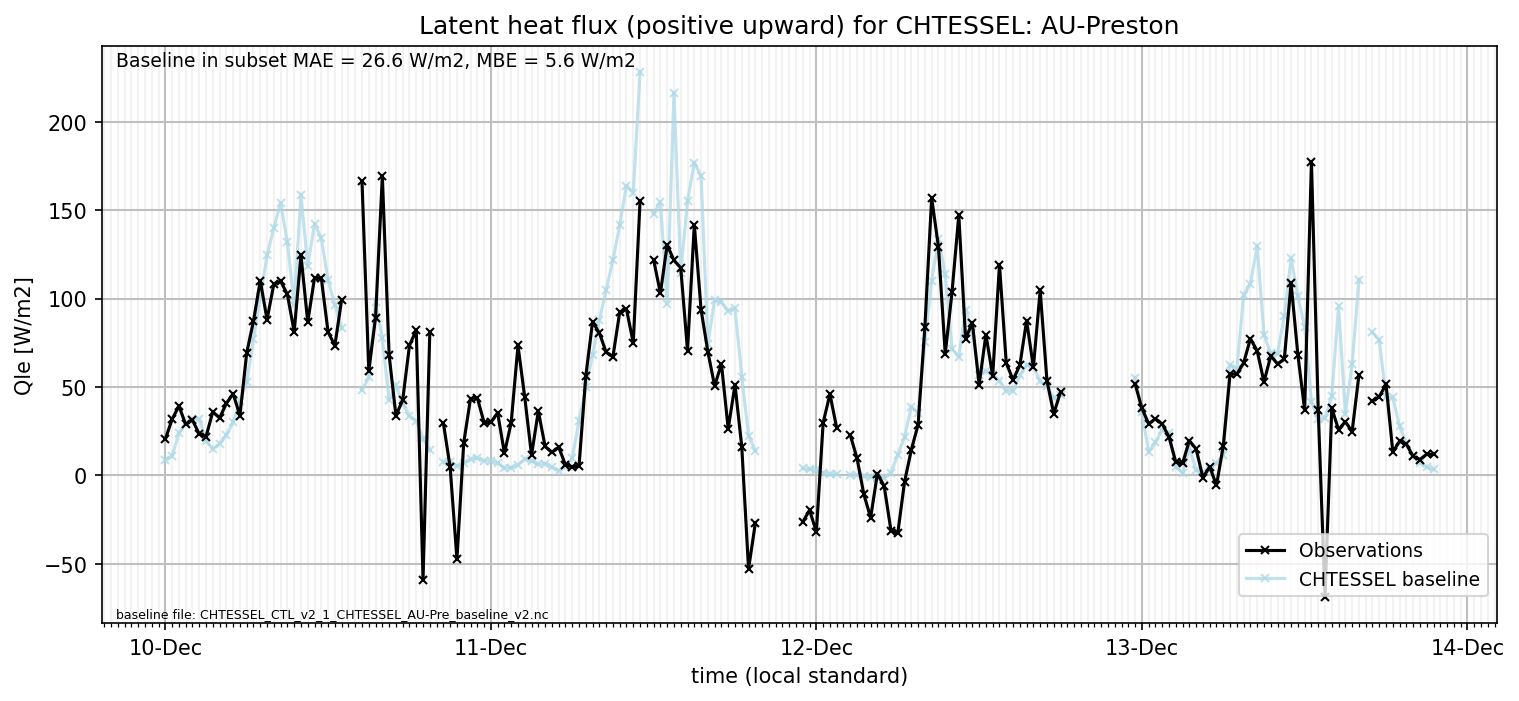 Latent heat flux (positive upward) for CHTESSEL: AU-Preston
Baseline in subset MAE = 26.6 W/m2, MBE = 5.6 W/m2
Qle [W/m2]
200
150
100
50
0
−50
Observations
CHTESSEL baseline
baseline file: CHTESSEL_CTL_v2_1_CHTESSEL_AU-Pre_baseline_v2.nc
10-Dec 11-Dec 12-Dec 13-Dec 14-Dec
time (local standard)